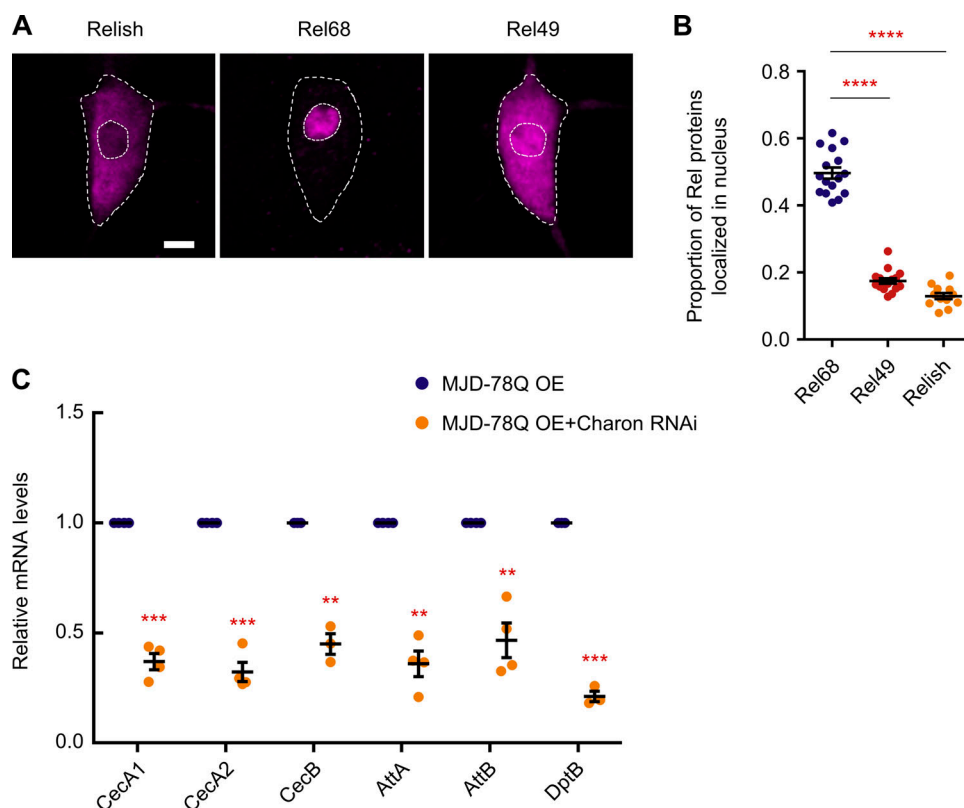 A
Relish
Rel68
Rel49
B
****
****
0.8
0.6
0.4
0.2
0.0
Proportion of Rel proteins
localized in nucleus
Rel68
Rel49
Relish
C
MJD-78Q OE
MJD-78Q OE+Charon RNAi
1.5
1.0
0.5
0.0
Relative mRNA levels
***
***
**
**
**
***
CecA1
CecA2
CecB
AttA
AttB
DptB